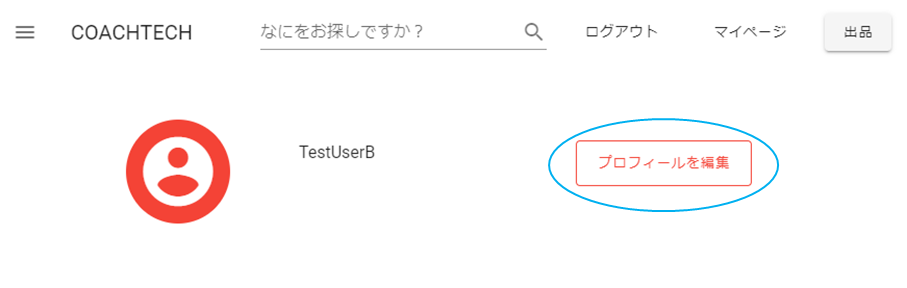 COACHTECH
なにをお探しですか？
ログアウト
マイページ
出品
TestUserB
プロフィールを編集